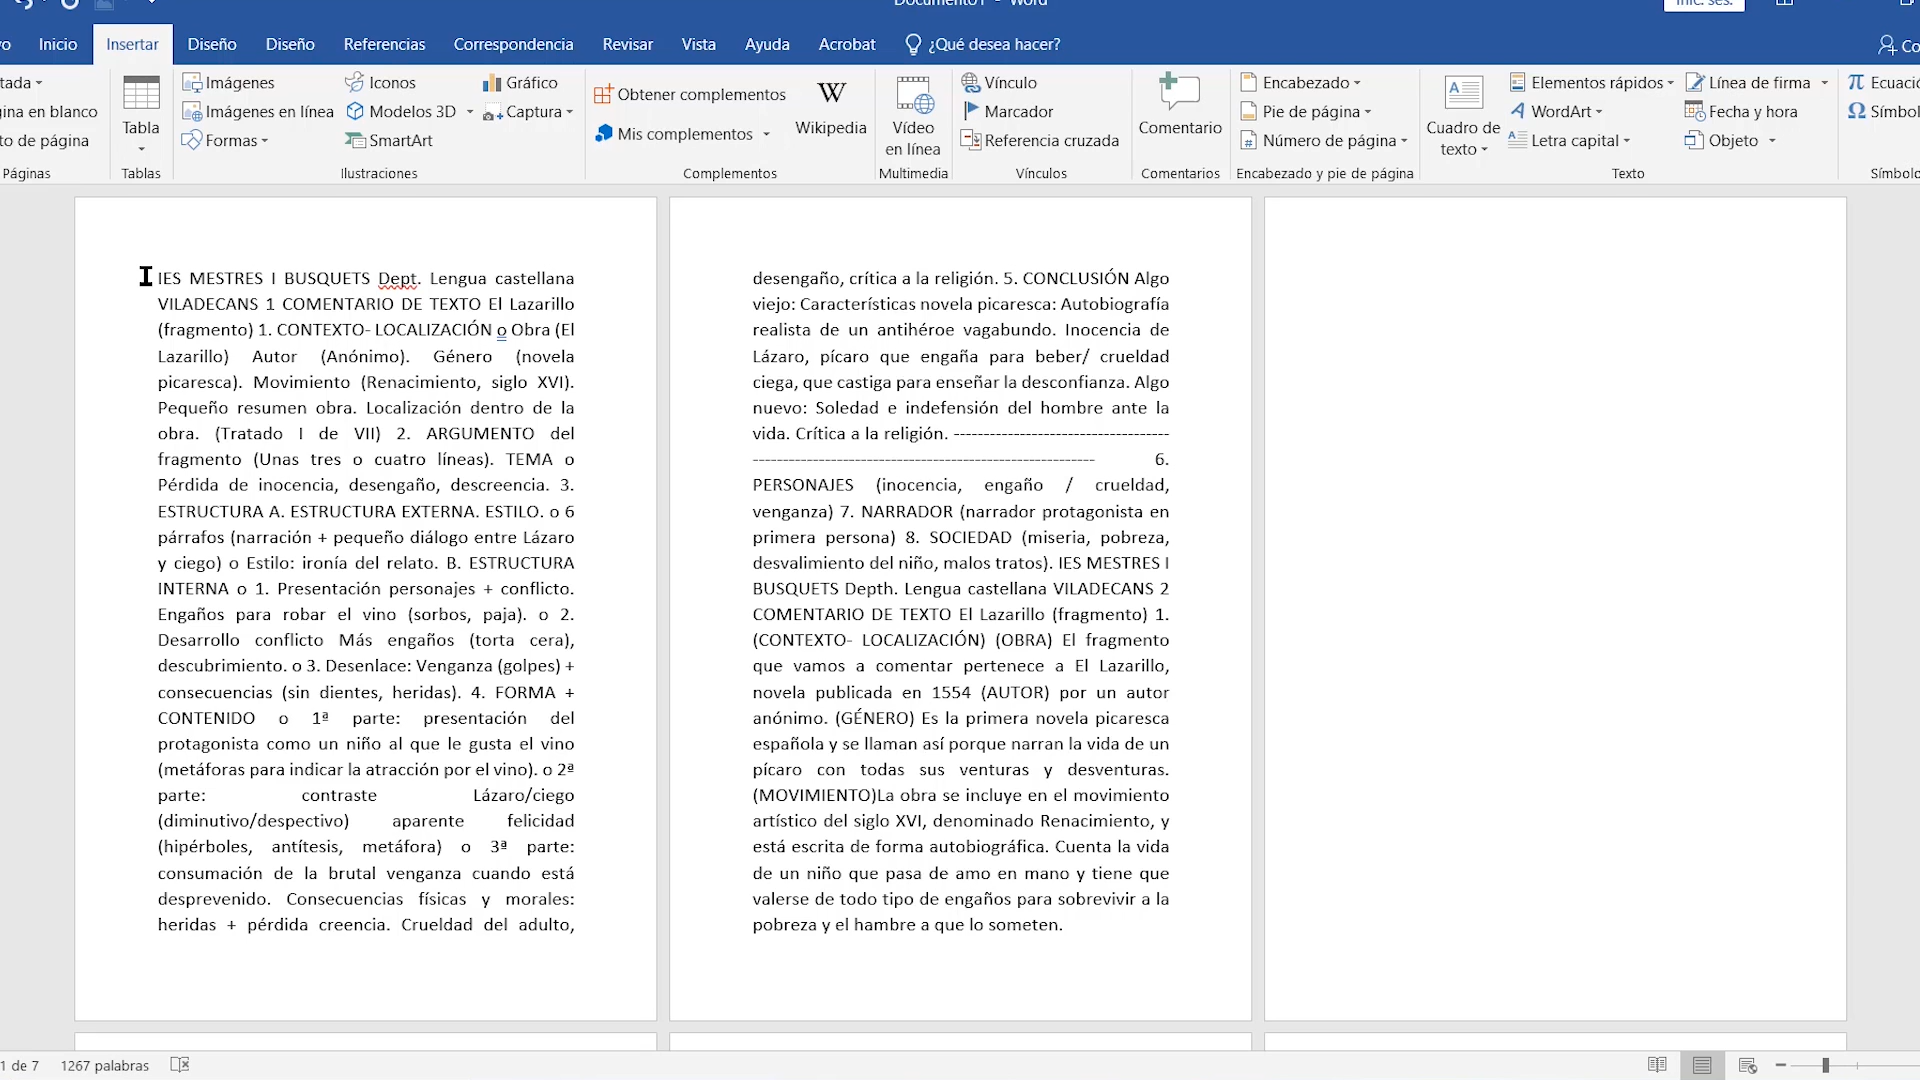 Inic. ses.
Inicio
Insertar
Diseño
Diseño
Referencias
Correspondencia
Revisar
Vista
Ayuda
Acrobat
¿Qué desea hacer?
Co
tada
gina en blanco
to de página
Páginas
Tabla
Tablas
Imágenes
Imágenes en línea
Formas
Iconos
Modelos 3D
SmartArt
Gráfico
Captura
Ilustraciones
Obtener complementos
Mis complementos
W
Wikipedia
Complementos
Vídeo
en línea
Multimedia
Vínculo
Marcador
Referencia cruzada
Vínculos
Comentario
Comentarios
Encabezado
Pie de página
Número de página
Encabezado y pie de página
Cuadro de
texto
Elementos rápidos
WordArt
Letra capital
Línea de firma
Fecha y hora
Objeto
Texto
π Ecuació
Ω Símbol
Símbolo
IES MESTRES I BUSQUETS Dept. Lengua castellana
VILADECANS 1 COMENTARIO DE TEXTO El Lazarillo
(fragmento) 1. CONTEXTO- LOCALIZACIÓN o Obra (El
Lazarillo) Autor (Anónimo). Género (novela
picaresca). Movimiento (Renacimiento, siglo XVI).
Pequeño resumen obra. Localización dentro de la
obra. (Tratado I de VII) 2. ARGUMENTO del
fragmento (Unas tres o cuatro líneas). TEMA o
Pérdida de inocencia, desengaño, descreencia. 3.
ESTRUCTURA A. ESTRUCTURA EXTERNA. ESTILO. o 6
párrafos (narración + pequeño diálogo entre Lázaro
y ciego) o Estilo: ironía del relato. B. ESTRUCTURA
INTERNA o 1. Presentación personajes + conflicto.
Engaños para robar el vino (sorbos, paja). o 2.
Desarrollo conflicto Más engaños (torta cera),
descubrimiento. o 3. Desenlace: Venganza (golpes) +
consecuencias (sin dientes, heridas). 4. FORMA +
CONTENIDO o 1ª parte: presentación del
protagonista como un niño al que le gusta el vino
(metáforas para indicar la atracción por el vino). o 2ª
parte: contraste Lázaro/ciego
(diminutivo/despectivo) aparente felicidad
(hipérboles, antítesis, metáfora) o 3ª parte:
consumación de la brutal venganza cuando está
desprevenido. Consecuencias físicas y morales:
heridas + pérdida creencia. Crueldad del adulto,
desengaño, crítica a la religión. 5. CONCLUSIÓN Algo
viejo: Características novela picaresca: Autobiografía
realista de un antihéroe vagabundo. Inocencia de
Lázaro, pícaro que engaña para beber/ crueldad
ciega, que castiga para enseñar la desconfianza. Algo
nuevo: Soledad e indefensión del hombre ante la
vida. Crítica a la religión. ------------------------------------
--------------------------------------------------------- 6.
PERSONAJES (inocencia, engaño / crueldad,
venganza) 7. NARRADOR (narrador protagonista en
primera persona) 8. SOCIEDAD (miseria, pobreza,
desvalimiento del niño, malos tratos). IES MESTRES I
BUSQUETS Depth. Lengua castellana VILADECANS 2
COMENTARIO DE TEXTO El Lazarillo (fragmento) 1.
(CONTEXTO- LOCALIZACIÓN) (OBRA) El fragmento
que vamos a comentar pertenece a El Lazarillo,
novela publicada en 1554 (AUTOR) por un autor
anónimo. (GÉNERO) Es la primera novela picaresca
española y se llaman así porque narran la vida de un
pícaro con todas sus venturas y desventuras.
(MOVIMIENTO)La obra se incluye en el movimiento
artístico del siglo XVI, denominado Renacimiento, y
está escrita de forma autobiográfica. Cuenta la vida
de un niño que pasa de amo en mano y tiene que
valerse de todo tipo de engaños para sobrevivir a la
pobreza y el hambre a que lo someten.
1 de 7
1267 palabras